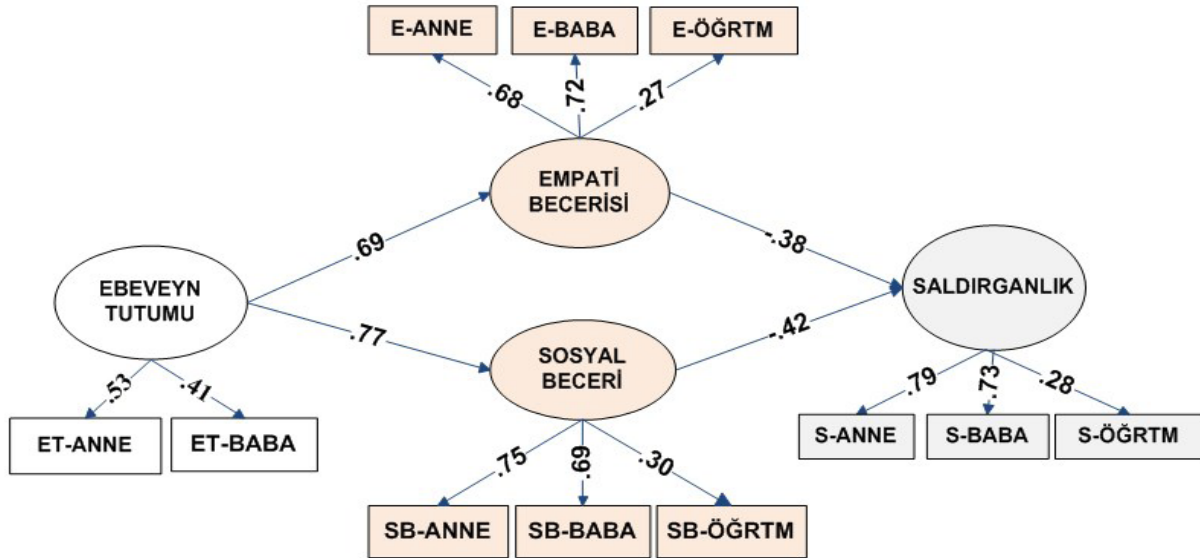 E-ANNE
E-BABA
E-ÖĞRTM
.68
.72
.27
EMPATİ
BECERİSİ
.69
-.38
EBEVEYN
TUTUMU
SALDIRGANLIK
.77
-.42
SOSYAL
BECERİ
.53
.41
.79
.73
.28
ET-ANNE
ET-BABA
S-ANNE
S-BABA
S-ÖĞRTM
.75
.69
.30
SB-ANNE
SB-BABA
SB-ÖĞRTM